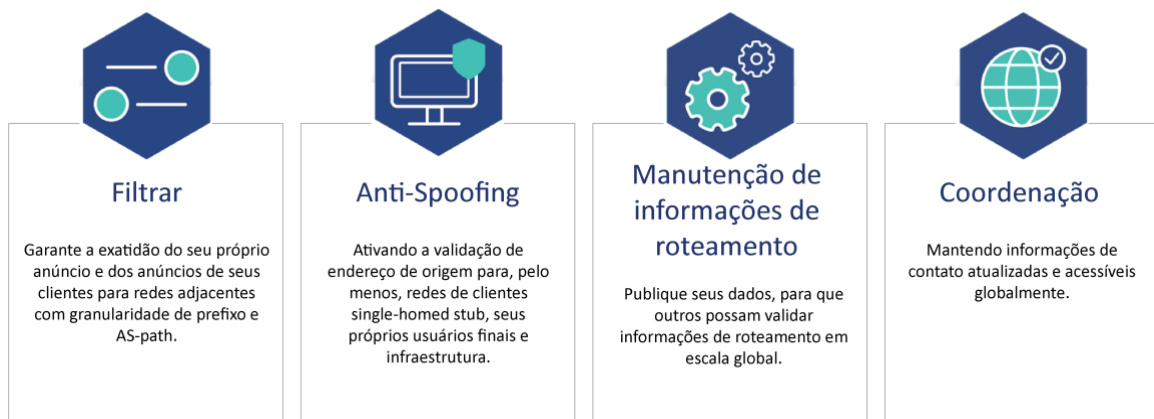 Filtrar
Garante a exatidão do seu próprio
anúncio e dos anúncios de seus
clientes para redes adjacentes
com granularidade de prefixo e
AS-path.
Anti-Spoofing
Ativando a validação de
endereço de origem para, pelo
menos, redes de clientes
single-homed stub, seus
próprios usuários finais e
infraestrutura.
Manutenção de
informações de
roteamento
Publique seus dados, para que
outros possam validar
informações de roteamento em
escala global.
Coordenação
Mantendo informações de
contato atualizadas e acessíveis
globalmente.